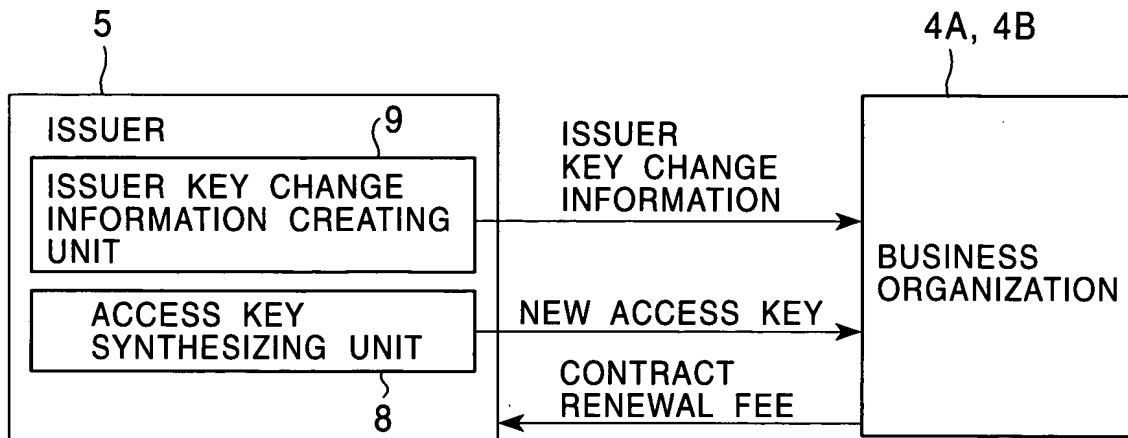 5
4A, 4B
ISSUER
9
ISSUER KEY CHANGE
INFORMATION CREATING
UNIT
ACCESS KEY
SYNTHESIZING UNIT
8
ISSUER
KEY CHANGE
INFORMATION
NEW ACCESS KEY
CONTRACT
RENEWAL FEE
BUSINESS
ORGANIZATION